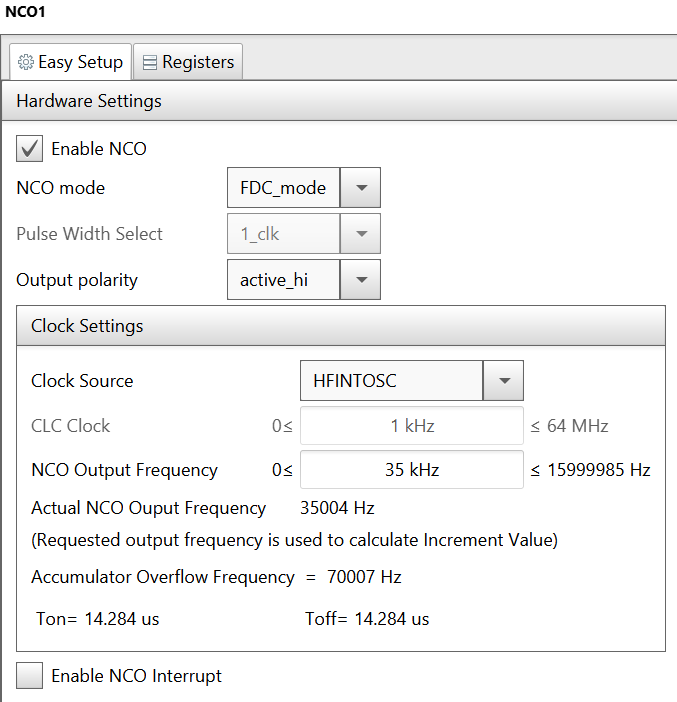 NCO1
Easy Setup Registers
Hardware Settings
Enable NCO
NCO mode FDC_mode
Pulse Width Select 1_clk
Output polarity active_hi
Clock Settings
Clock Source HFINTOSC
CLC Clock 0≤ 1 kHz ≤ 64 MHz
NCO Output Frequency 0≤ 35 kHz ≤ 15999985 Hz
Actual NCO Ouput Frequency 35004 Hz
(Requested output frequency is used to calculate Increment Value)
Accumulator Overflow Frequency = 70007 Hz
Ton= 14.284 us Toff= 14.284 us
Enable NCO Interrupt